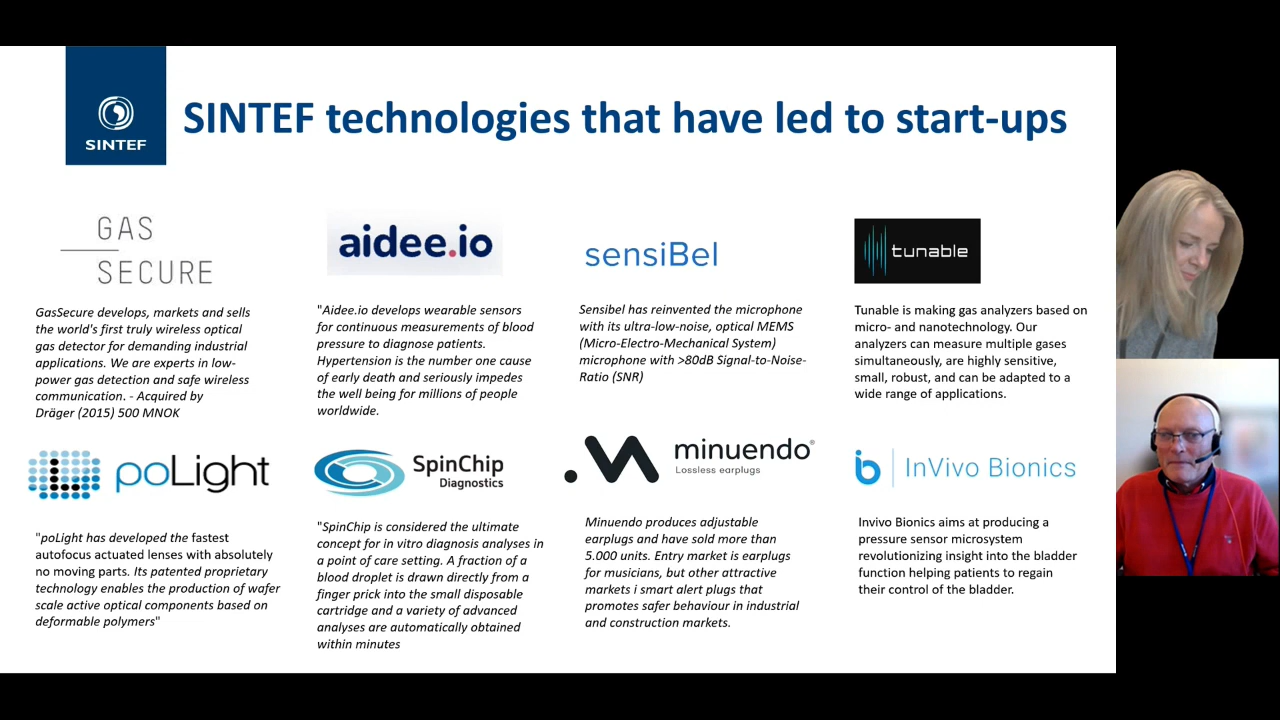 SINTEF
SINTEF technologies that have led to start-ups
GAS
SECURE
GasSecure develops, markets and sells
the world's first truly wireless optical
gas detector for demanding industrial
applications. We are experts in low-
power gas detection and safe wireless
communication. - Acquired by
Dräger (2015) 500 MNOK
aidee.io
"Aidee.io develops wearable sensors
for continuous measurements of blood
pressure to diagnose patients.
Hypertension is the number one cause
of early death and seriously impedes
the well being for millions of people
worldwide.
sensiBel
Sensibel has reinvented the microphone
with its ultra-low-noise, optical MEMS
(Micro-Electro-Mechanical System)
microphone with >80dB Signal-to-Noise-
Ratio (SNR)
tunable
Tunable is making gas analyzers based on
micro- and nanotechnology. Our
analyzers can measure multiple gases
simultaneously, are highly sensitive,
small, robust, and can be adapted to a
wide range of applications.
poLight
"poLight has developed the fastest
autofocus actuated lenses with absolutely
no moving parts. Its patented proprietary
technology enables the production of wafer
scale active optical components based on
deformable polymers"
SpinChip
Diagnostics
"SpinChip is considered the ultimate
concept for in vitro diagnosis analyses in
a point of care setting. A fraction of a
blood droplet is drawn directly from a
finger prick into the small disposable
cartridge and a variety of advanced
analyses are automatically obtained
within minutes
minuendo®
Lossless earplugs
Minuendo produces adjustable
earplugs and have sold more than
5.000 units. Entry market is earplugs
for musicians, but other attractive
markets i smart alert plugs that
promotes safer behaviour in industrial
and construction markets.
InVivo Bionics
Invivo Bionics aims at producing a
pressure sensor microsystem
revolutionizing insight into the bladder
function helping patients to regain
their control of the bladder.